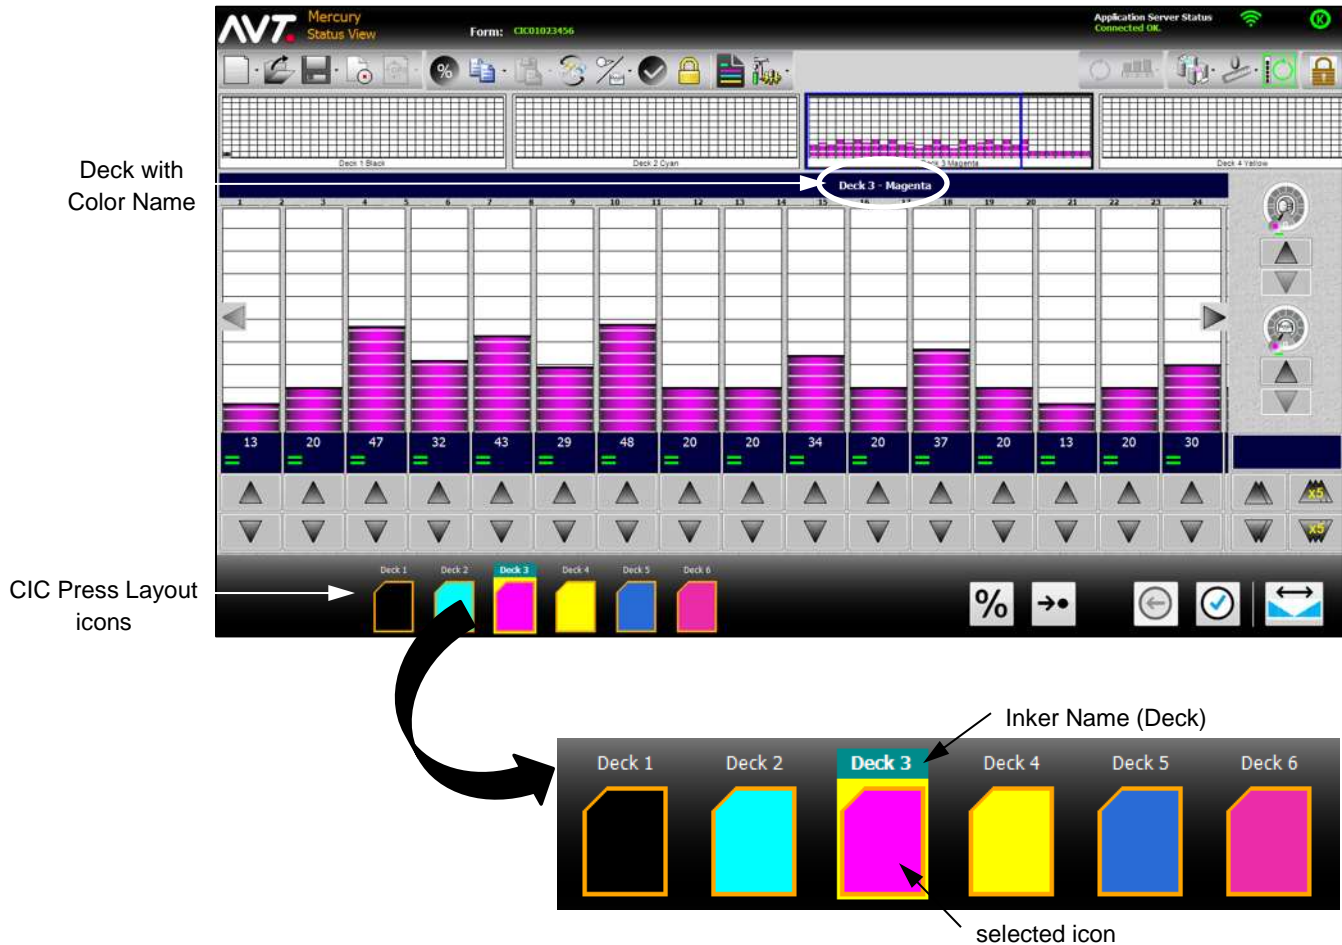 AVT.
Mercury
Status View
Form: CIC01023456
Application Server Status
Connected OK.
K
%
Deck 1 Black
Deck 2 Cyan
Deck 3 Magenta
Deck 4 Yellow
Deck with
Color Name
Deck 3 - Magenta
1 2 3 4 5 6 7 8 9 10 11 12 13 14 15 16 17 18 19 20 21 22 23 24
13 20 47 32 43 29 48 20 20 34 20 37 20 13 20 30
x5
x5
CIC Press Layout
icons
Deck 1 Deck 2 Deck 3 Deck 4 Deck 5 Deck 6
%
Inker Name (Deck)
Deck 1 Deck 2 Deck 3 Deck 4 Deck 5 Deck 6
selected icon